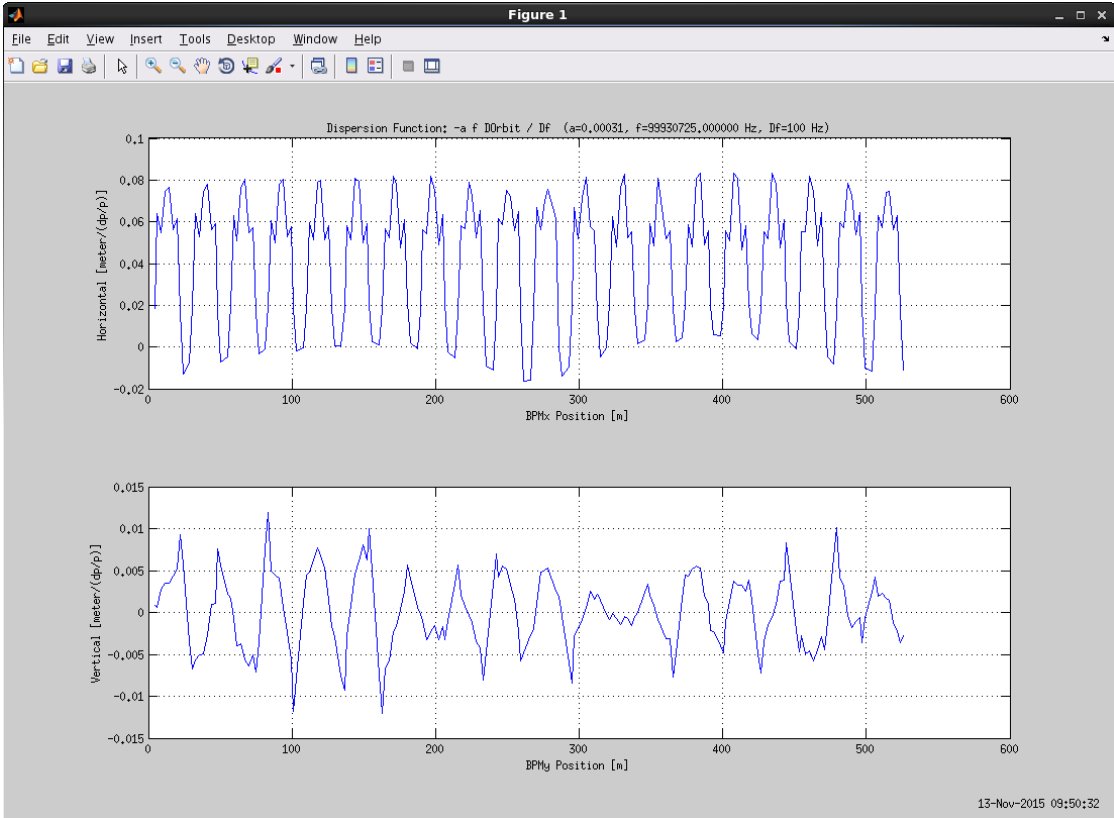 Figure 1
File Edit View Insert Tools Desktop Window Help
Dispersion Function: -a f DOrbit / Df (a=0.00031, f=99930725.000000 Hz, Df=100 Hz)
Horizontal [meter/(dp/p)]
0.1
0.08
0.06
0.04
0.02
0
-0.02
0 100 200 300 400 500 600
BPMx Position [m]
Vertical [meter/(dp/p)]
0.015
0.01
0.005
0
-0.005
-0.01
-0.015
0 100 200 300 400 500 600
BPMy Position [m]
13-Nov-2015 09:50:32